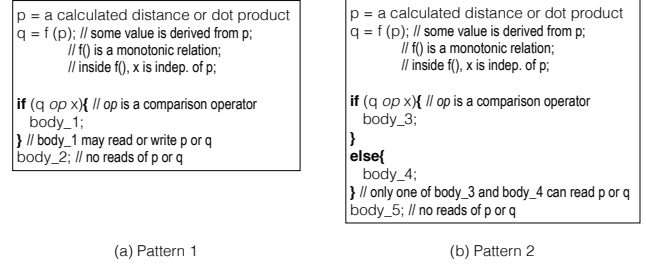 p = a calculated distance or dot product
q = f (p); // some value is derived from p;
// f() is a monotonic relation;
// inside f(), x is indep. of p;
if (q op x){ // op is a comparison operator
body_1;
} // body_1 may read or write p or q
body_2; // no reads of p or q
(a) Pattern 1
p = a calculated distance or dot product
q = f (p); // some value is derived from p;
// f() is a monotonic relation;
// inside f(), x is indep. of p;
if (q op x){ // op is a comparison operator
body_3;
}
else{
body_4;
} // only one of body_3 and body_4 can read p or q
body_5; // no reads of p or q
(b) Pattern 2